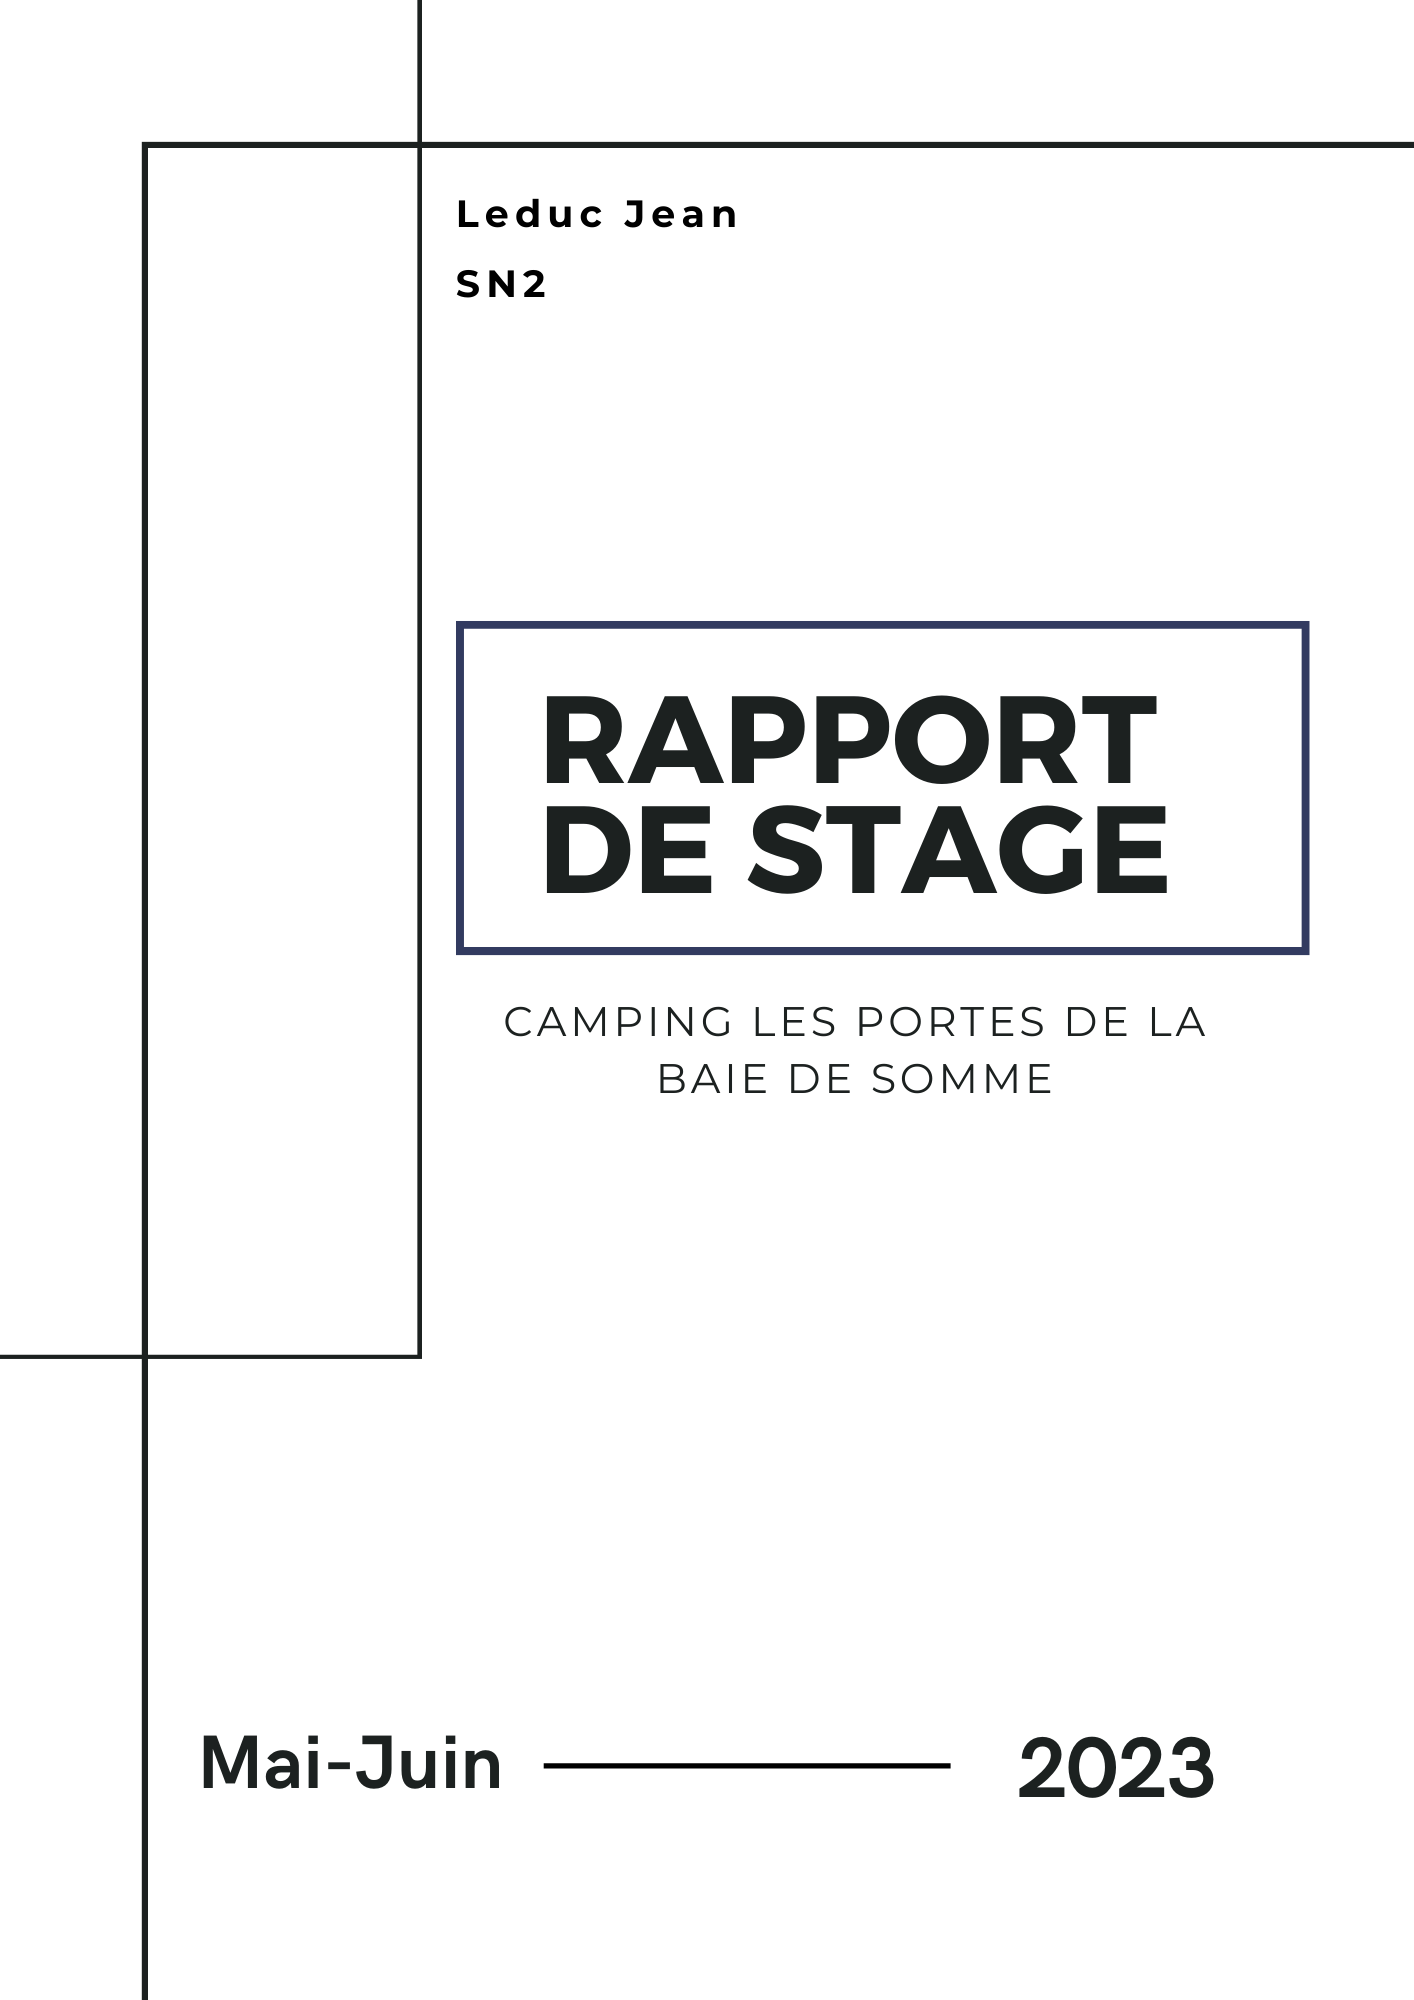 Leduc Jean
SN2
RAPPORT
DE STAGE
CAMPING LES PORTES DE LA
BAIE DE SOMME
Mai-Juin 2023